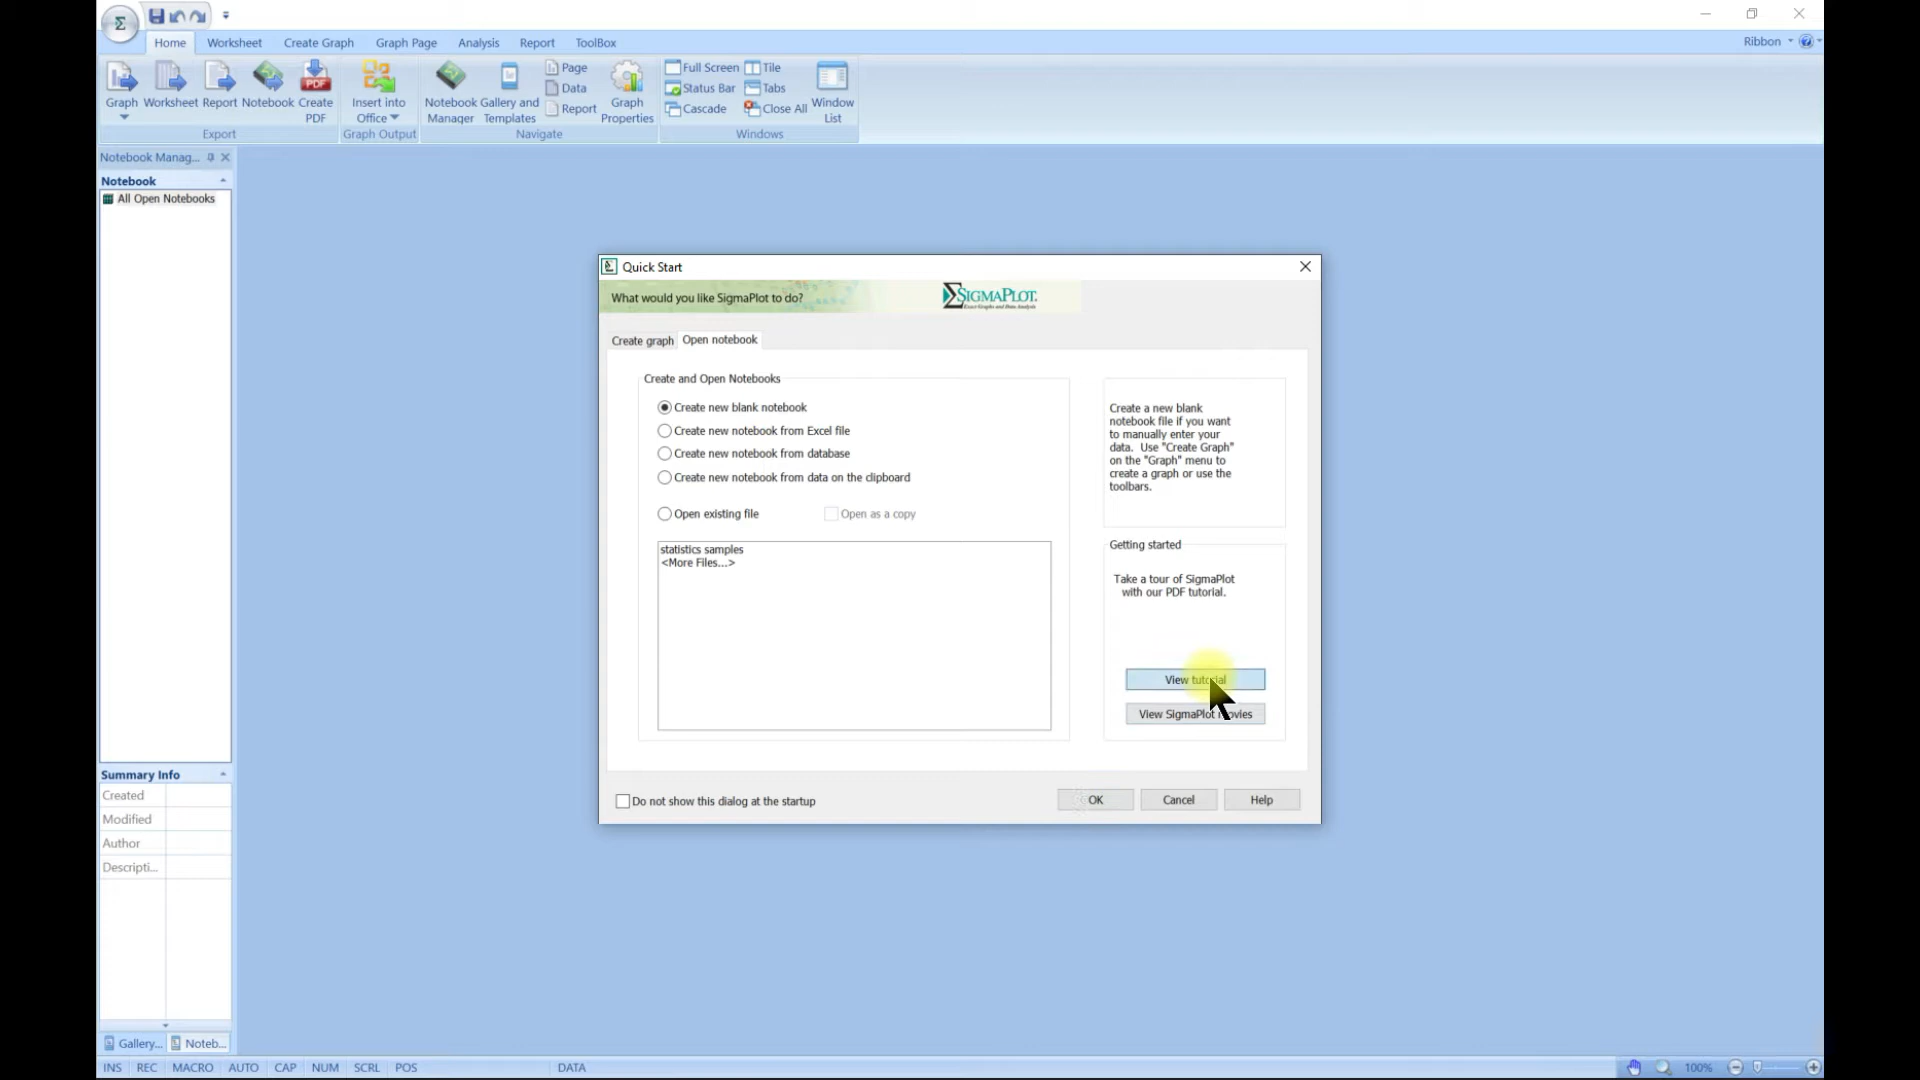 Home Worksheet Create Graph Graph Page Analysis Report ToolBox Ribbon
Graph Worksheet Report Notebook Create PDF
Export
Insert into Office
Graph Output
Notebook Manager Gallery and Templates Page Data Report Graph Properties
Navigate
Full Screen Tile
Status Bar Tabs
Cascade Close All
Window List
Windows
Notebook Manag...
Notebook
All Open Notebooks
Quick Start
What would you like SigmaPlot to do?
SIGMAPLOT
Exact Graphs and Data Analysis
Create graph Open notebook
Create and Open Notebooks
Create new blank notebook
Create new notebook from Excel file
Create new notebook from database
Create new notebook from data on the clipboard
Open existing file Open as a copy
statistics samples
<More Files...>
Create a new blank
notebook file if you want
to manually enter your
data. Use "Create Graph"
on the "Graph" menu to
create a graph or use the
toolbars.
Getting started
Take a tour of SigmaPlot
with our PDF tutorial.
View tutorial
View SigmaPlot Movies
Do not show this dialog at the startup OK Cancel Help
Summary Info
Created
Modified
Author
Descripti...
Gallery... Noteb...
INS REC MACRO AUTO CAP NUM SCRL POS DATA 100%